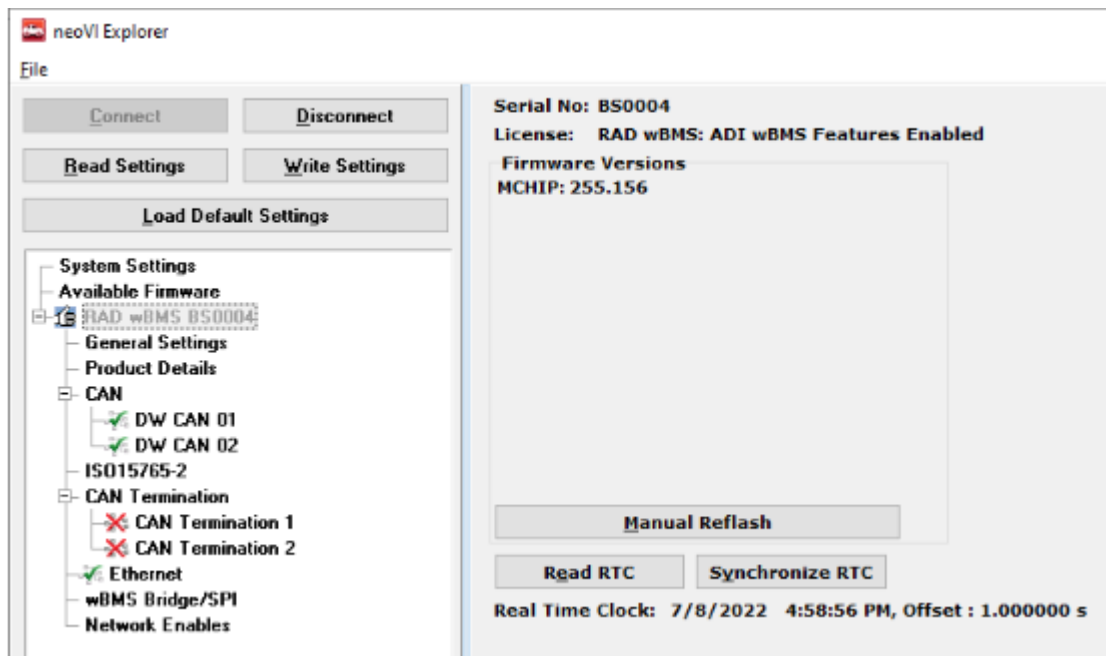 neoVI Explorer
File
Connect
Disconnect
Read Settings
Write Settings
Load Default Settings
System Settings
Available Firmware
RAD wBMS BS0004
General Settings
Product Details
CAN
DW CAN 01
DW CAN 02
ISO15765-2
CAN Termination
CAN Termination 1
CAN Termination 2
Ethernet
wBMS Bridge/SPI
Network Enables
Serial No: BS0004
License: RAD wBMS: ADI wBMS Features Enabled
Firmware Versions
MCHIP: 255.156
Manual Reflash
Read RTC
Synchronize RTC
Real Time Clock: 7/8/2022 4:58:56 PM, Offset : 1.000000 s